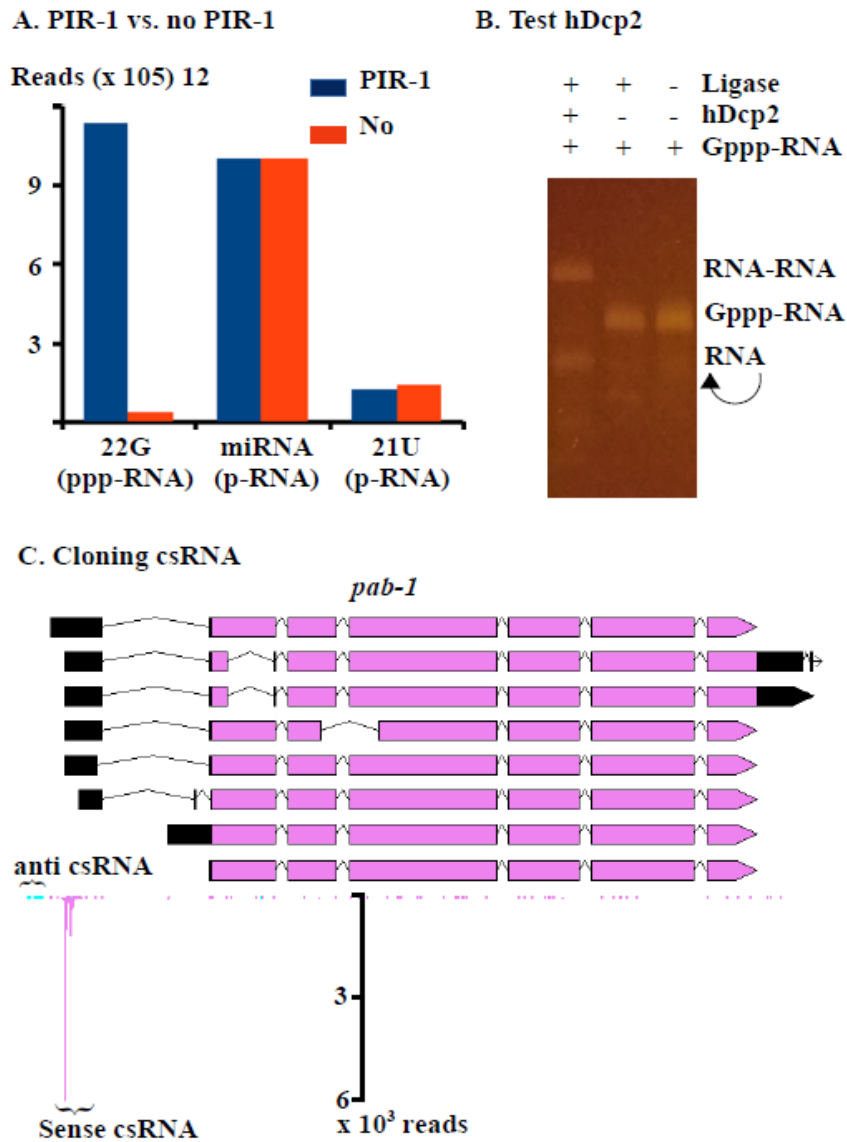 A. PIR-1 vs. no PIR-1
Reads (x 105) 12
PIR-1
No
9
6
3
22G
(ppp-RNA)
miRNA
(p-RNA)
21U
(p-RNA)
B. Test hDcp2
+ + - Ligase
+ - - hDcp2
+ + + Gppp-RNA
RNA-RNA
Gppp-RNA
RNA
C. Cloning csRNA
pab-1
anti csRNA
3
6
x 10³ reads
Sense csRNA